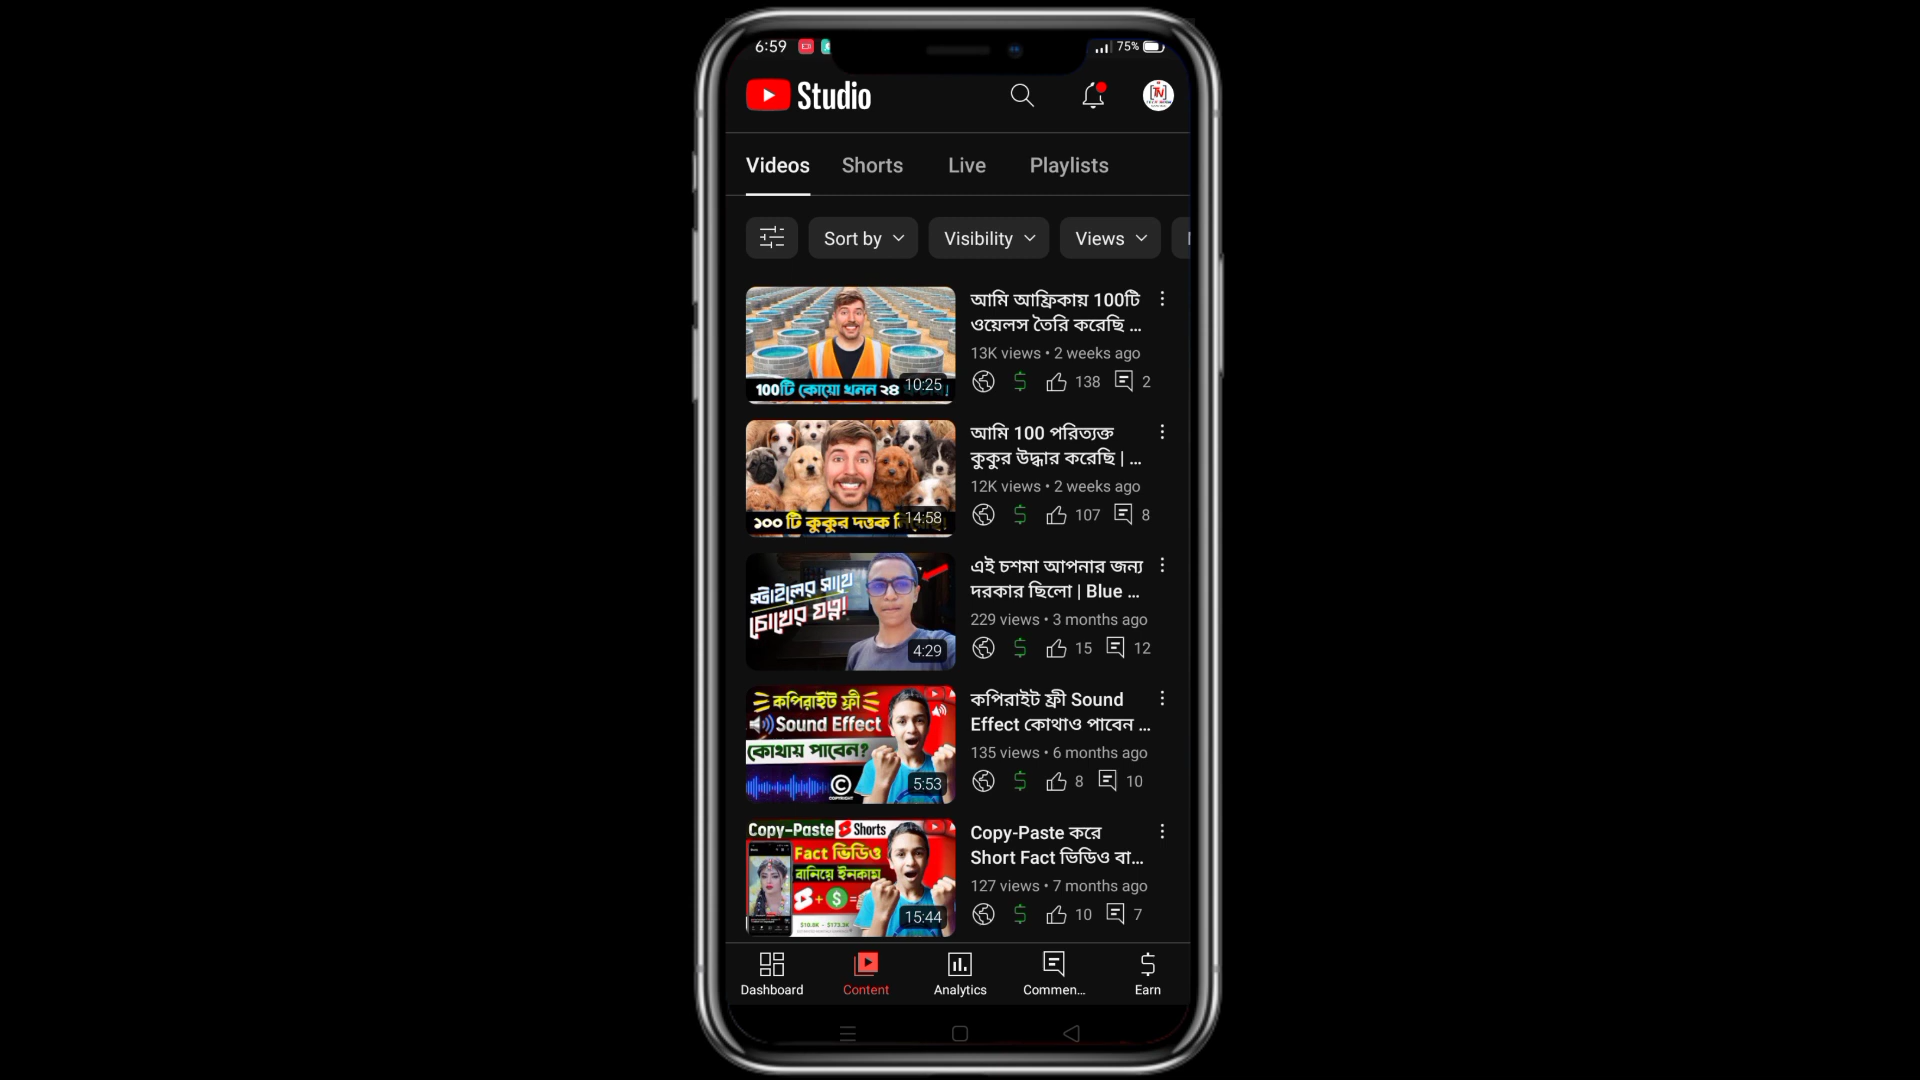 6:59
75%
Studio
Videos Shorts Live Playlists
Sort by Visibility Views
100টি কোয়ো খনন ২৪
10:25
আমি আফ্রিকায় 100টি
ওয়েলস তৈরি করেছি ...
13K views • 2 weeks ago
138 2
১০০ টি কুকুর দত্তক
14:58
আমি 100 পরিত্যক্ত
কুকুর উদ্ধার করেছি | ...
12K views • 2 weeks ago
107 8
স্টাইলের সাথে
চোখের যত্ন!
4:29
এই চশমা আপনার জন্য
দরকার ছিলো | Blue ...
229 views • 3 months ago
15 12
কপিরাইট ফ্রী
Sound Effect
কোথায় পাবেন?
COPYRIGHT
5:53
কপিরাইট ফ্রী Sound
Effect কোথাও পাবেন ...
135 views • 6 months ago
8 10
Copy-Paste Shorts
Fact ভিডিও
বানিয়ে ইনকাম
$10.8K - $173.3K
15:44
Copy-Paste করে
Short Fact ভিডিও বা...
127 views • 7 months ago
10 7
Dashboard Content Analytics Commen... Earn